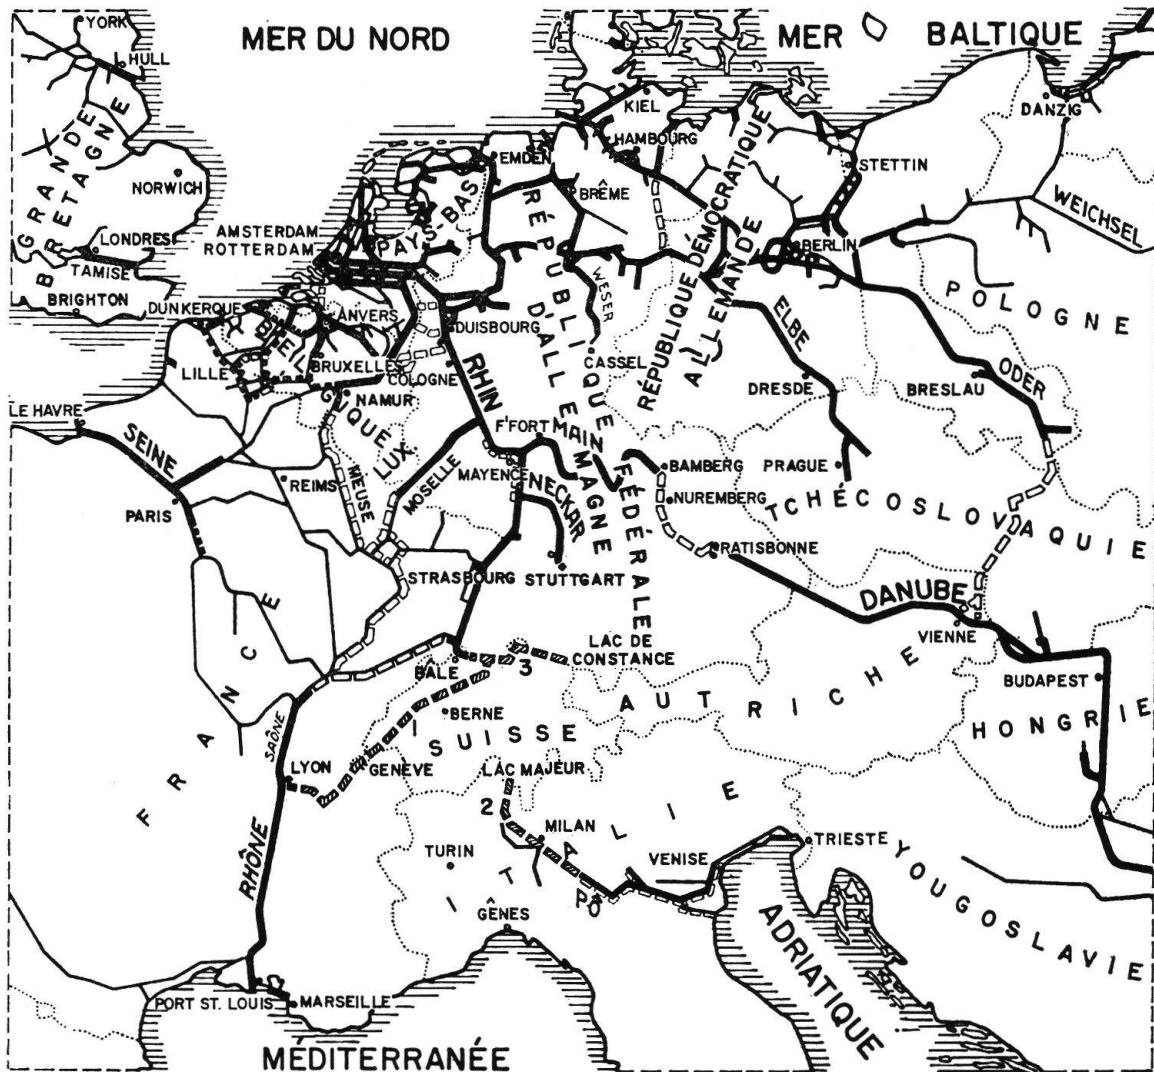 YORK
MER DU NORD
MER BALTIQUE
HULL
KIEL
DANZIG
GRANDE
BRETAGNE
HAMBOURG
EMDEN
STETTIN
NORWICH
BRÊME
PAYS-BAS
WEICHSEL
AMSTERDAM
ROTTERDAM
LONDRES
TAMISE
BERLIN
RÉPUBLIQUE DÉMOCRATIQUE
ALLEMANDE
RÉPUBLIQUE FÉDÉRALE
D'ALLEMAGNE
WESER
BRIGHTON
POLOGNE
DUNKERQUE
ANVERS
DUISBOURG
ELBE
LILLE
BRUXELLE
COLOGNE
RHIN
CASSEL
DRESDE
BRESLAU
ODER
NAMUR
LE HAVRE
LUX.
SEINE
F'FORT
MAIN
REIMS
MEUSE
MOSELLE
MAYENCE
NECKAR
BAMBERG
PRAGUE
PARIS
NUREMBERG
TCHÉCOSLOVAQUIE
RATISBONNE
STRASBOURG
STUTTGART
DANUBE
VIENNE
FRANCE
LAC DE
CONSTANCE
BÂLE
3
BUDAPEST
AUTRICHE
BERNE
HONGRIE
SAÔNE
SUISSE
1
LYON
GENÈVE
LAC MAJEUR
2
MILAN
RHÔNE
TURIN
VENISE
TRIESTE
ITALIE
YOUGOSLAVIE
PÔ
GÊNES
ADRIATIQUE
PORT ST. LOUIS
MARSEILLE
MÉDITERRANÉE